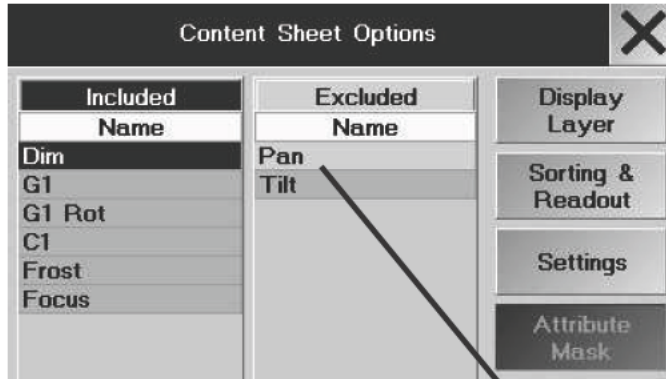 Content Sheet Options
Included
Name
Dim
G1
G1 Rot
C1
Frost
Focus
Excluded
Name
Pan
Tilt
Display
Layer
Sorting &
Readout
Settings
Attribute
Mask